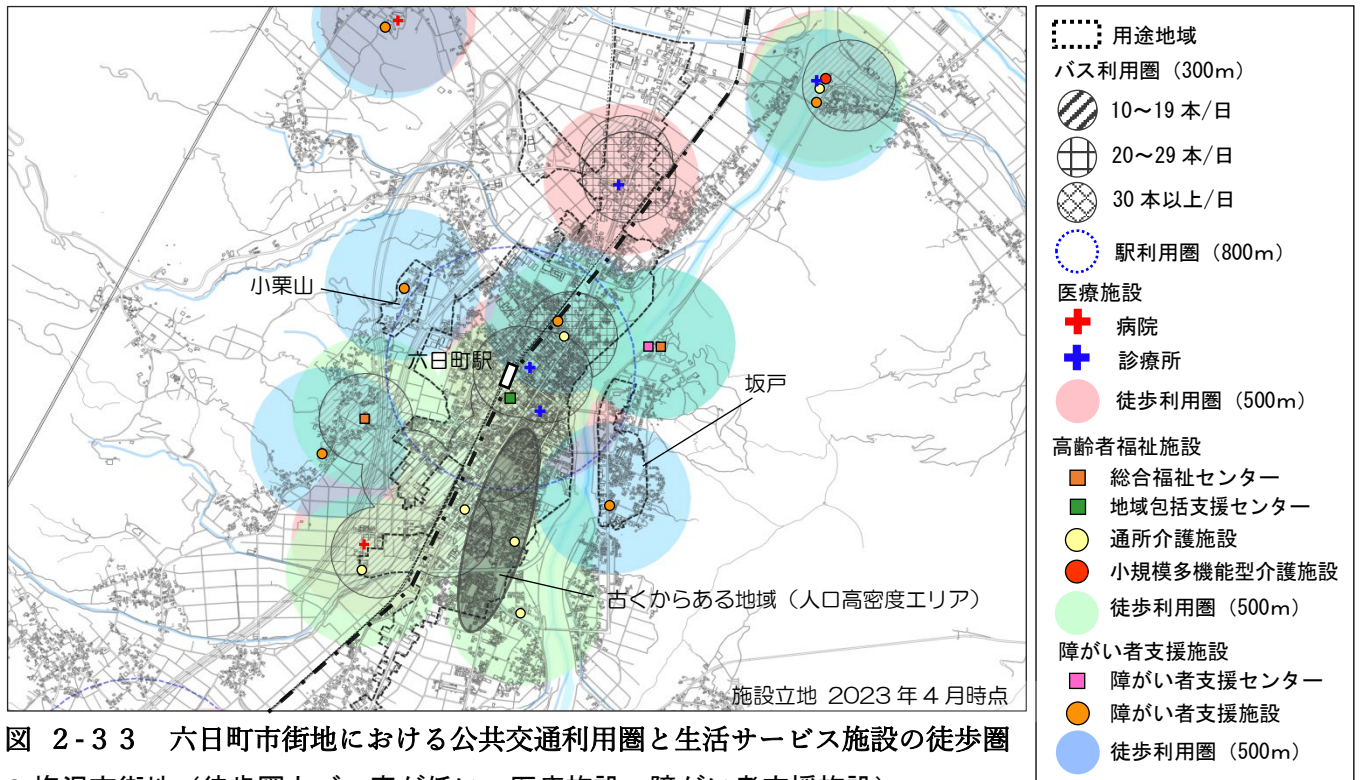 小栗山
六日町駅
坂戸
古くからある地域（人口高密度エリア）
施設立地 2023年4月時点
用途地域
バス利用圏（300m）
10～19本/日
20～29本/日
30本以上/日
駅利用圏（800m）
医療施設
病院
診療所
徒歩利用圏（500m）
高齢者福祉施設
総合福祉センター
地域包括支援センター
通所介護施設
小規模多機能型介護施設
徒歩利用圏（500m）
障がい者支援施設
障がい者支援センター
障がい者支援施設
徒歩利用圏（500m）
図 2-33 六日町市街地における公共交通利用圏と生活サービス施設の徒歩圏